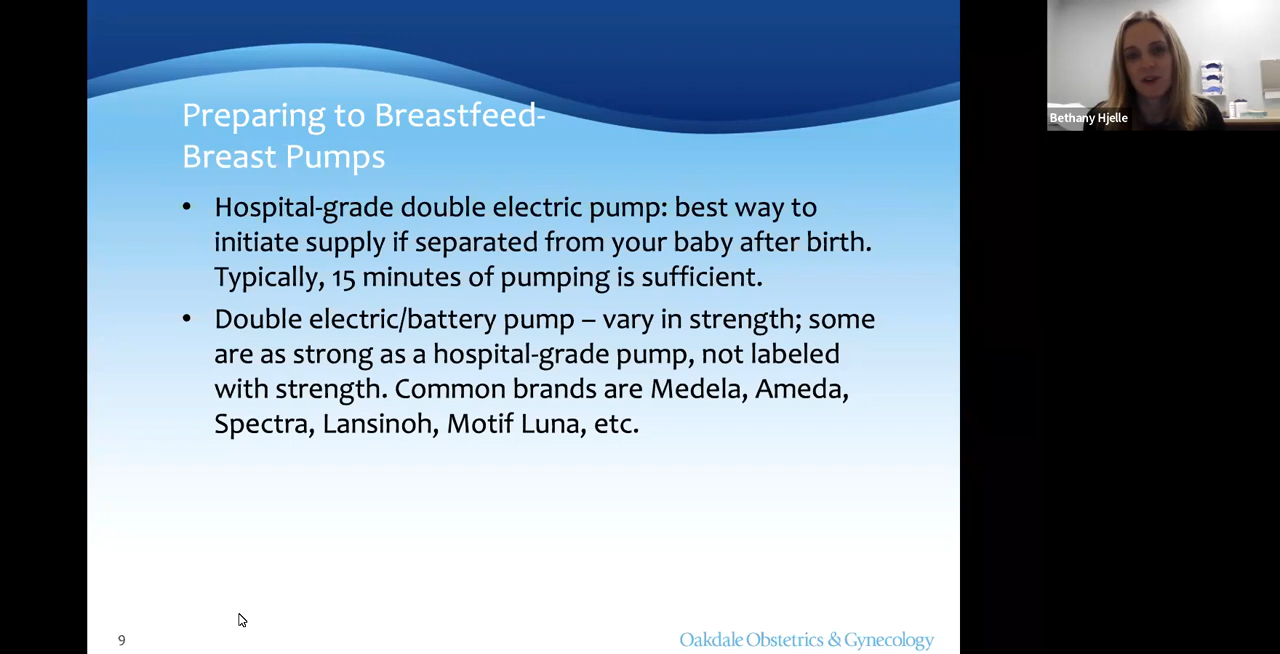 Preparing to Breastfeed-
Breast Pumps
• Hospital-grade double electric pump: best way to
initiate supply if separated from your baby after birth.
Typically, 15 minutes of pumping is sufficient.
• Double electric/battery pump – vary in strength; some
are as strong as a hospital-grade pump, not labeled
with strength. Common brands are Medela, Ameda,
Spectra, Lansinoh, Motif Luna, etc.
9
Oakdale Obstetrics & Gynecology
Bethany Hjelle